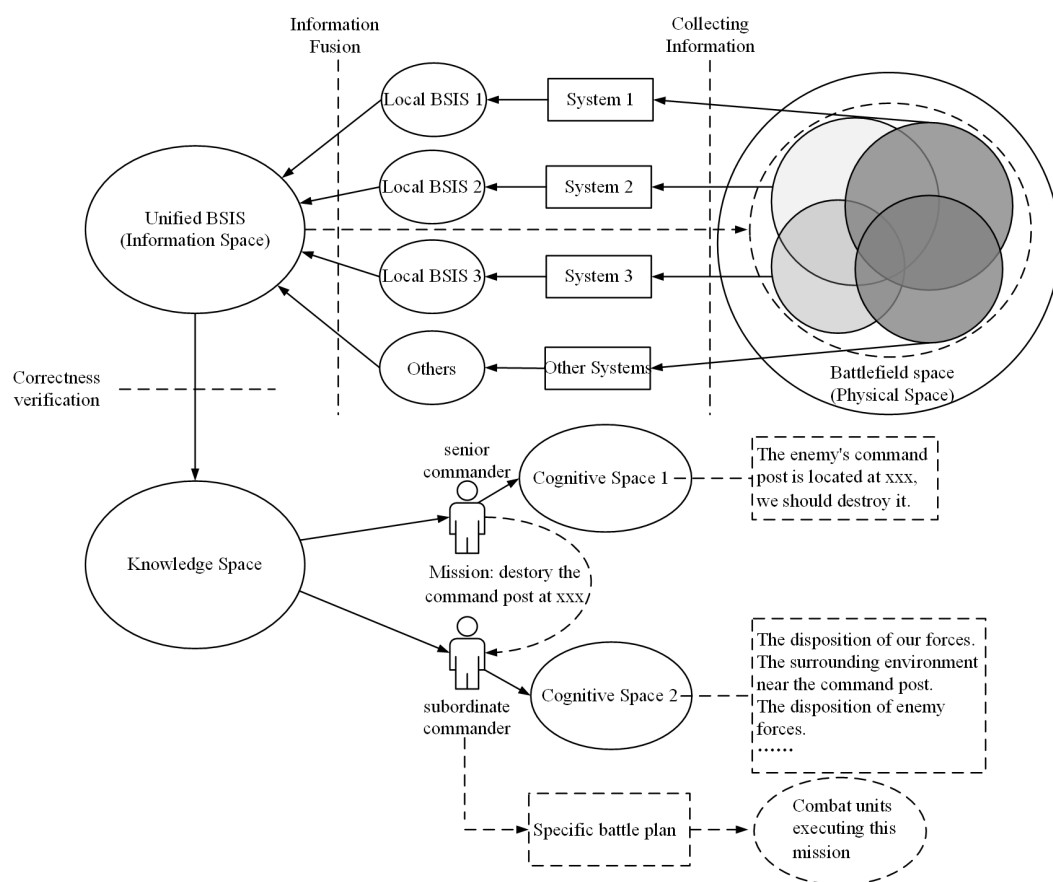 Information
Fusion
Collecting
Information
Local BSIS 1
System 1
Local BSIS 2
System 2
Unified BSIS
(Information Space)
Local BSIS 3
System 3
Others
Other Systems
Battlefield space
(Physical Space)
Correctness
verification
senior
commander
Cognitive Space 1
The enemy's command
post is located at xxx,
we should destroy it.
Knowledge Space
Mission: destory the
command post at xxx
subordinate
commander
Cognitive Space 2
The disposition of our forces.
The surrounding environment
near the command post.
The disposition of enemy
forces.
······
Specific battle plan
Combat units
executing this
mission